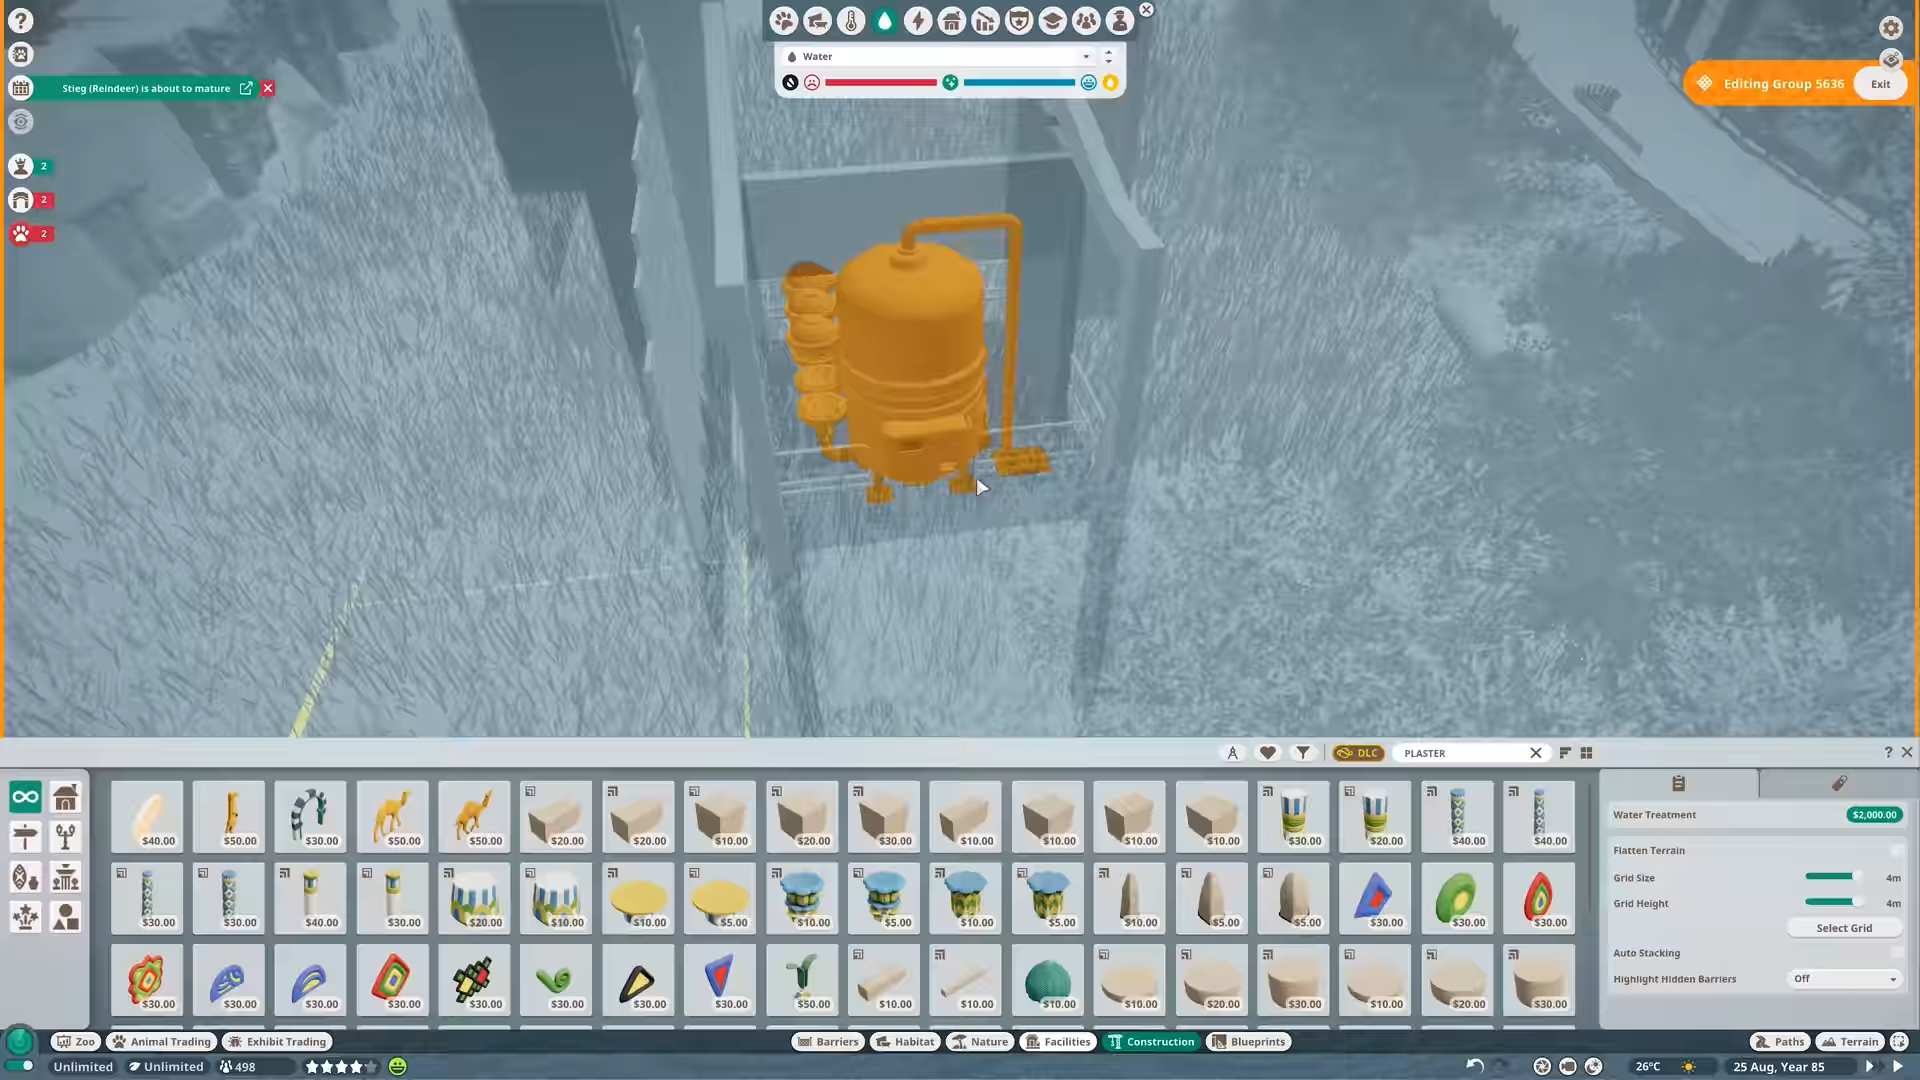 Water
Stieg (Reindeer) is about to mature
Editing Group 5636
Exit
2
2
2
DLC
PLASTER
$40.00
$50.00
$30.00
$50.00
$50.00
$20.00
$20.00
$10.00
$20.00
$30.00
$10.00
$10.00
$10.00
$10.00
$30.00
$20.00
$40.00
$40.00
$30.00
$30.00
$40.00
$30.00
$20.00
$10.00
$10.00
$5.00
$10.00
$5.00
$10.00
$5.00
$10.00
$5.00
$5.00
$30.00
$30.00
$30.00
$30.00
$30.00
$30.00
$30.00
$30.00
$30.00
$30.00
$30.00
$50.00
$10.00
$10.00
$10.00
$10.00
$20.00
$30.00
$10.00
$20.00
$30.00
Water Treatment
$2,000.00
Flatten Terrain
Grid Size
4m
Grid Height
4m
Select Grid
Auto Stacking
Highlight Hidden Barriers
Off
Zoo
Animal Trading
Exhibit Trading
Barriers
Habitat
Nature
Facilities
Construction
Blueprints
Paths
Terrain
Unlimited
Unlimited
498
26°C
25 Aug, Year 85